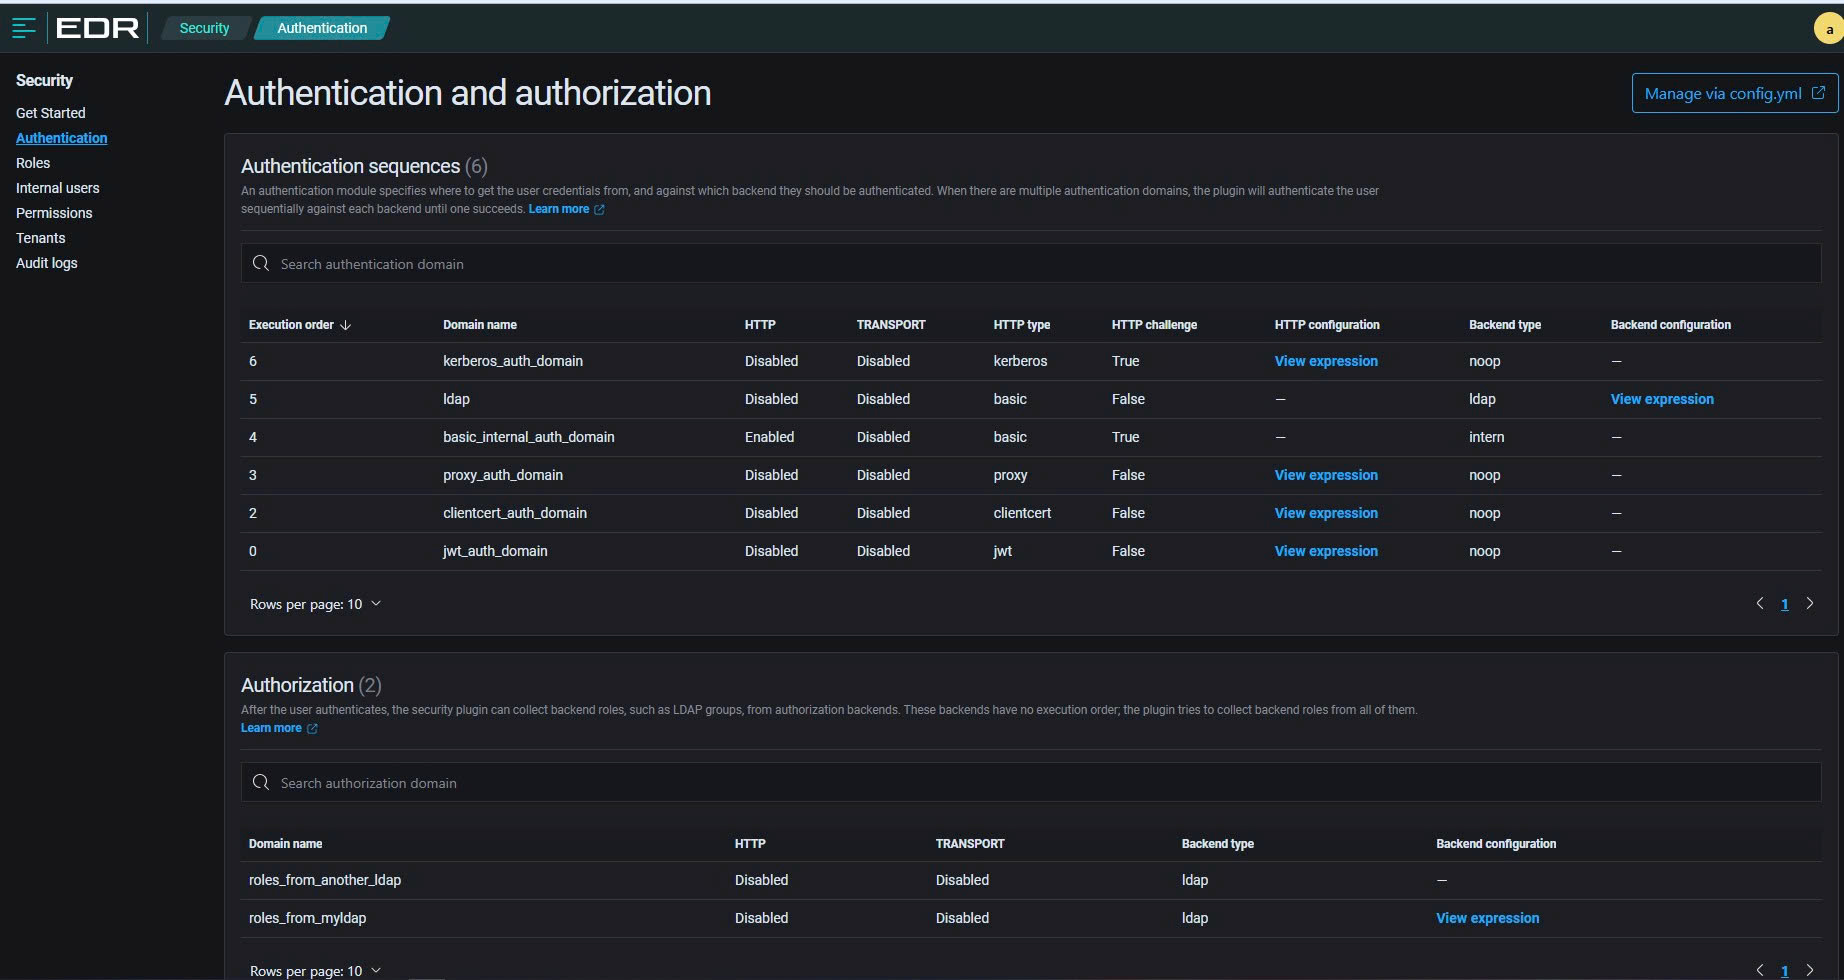 EDR
Security
Authentication
a
Security
Get Started
Authentication
Roles
Internal users
Permissions
Tenants
Audit logs
Authentication and authorization
Manage via config.yml
Authentication sequences (6)
An authentication module specifies where to get the user credentials from, and against which backend they should be authenticated. When there are multiple authentication domains, the plugin will authenticate the user
sequentially against each backend until one succeeds. Learn more
Search authentication domain
Execution order Domain name HTTP TRANSPORT HTTP type HTTP challenge HTTP configuration Backend type Backend configuration
6 kerberos_auth_domain Disabled Disabled kerberos True View expression noop —
5 ldap Disabled Disabled basic False — ldap View expression
4 basic_internal_auth_domain Enabled Disabled basic True — intern —
3 proxy_auth_domain Disabled Disabled proxy False View expression noop —
2 clientcert_auth_domain Disabled Disabled clientcert False View expression noop —
0 jwt_auth_domain Disabled Disabled jwt False View expression noop —
Rows per page: 10
1
Authorization (2)
After the user authenticates, the security plugin can collect backend roles, such as LDAP groups, from authorization backends. These backends have no execution order; the plugin tries to collect backend roles from all of them.
Learn more
Search authorization domain
Domain name HTTP TRANSPORT Backend type Backend configuration
roles_from_another_ldap Disabled Disabled ldap —
roles_from_myldap Disabled Disabled ldap View expression
Rows per page: 10
1